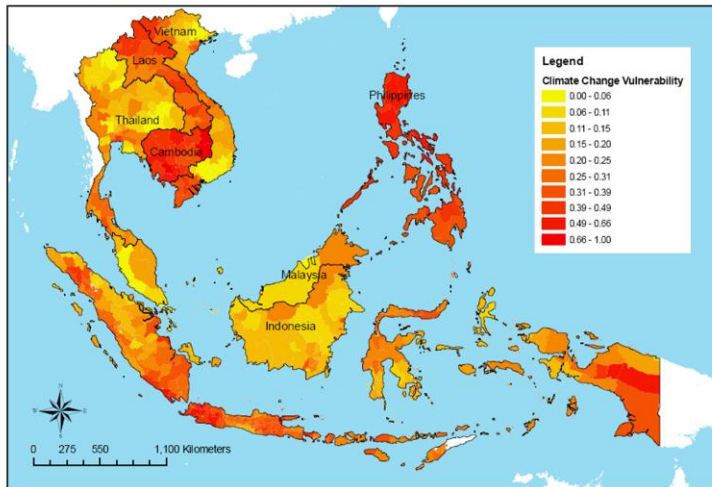 Vietnam
Laos
Thailand
Cambodia
Philippines
Malaysia
Indonesia
Legend
Climate Change Vulnerability
0.00 - 0.06
0.06 - 0.11
0.11 - 0.15
0.15 - 0.20
0.20 - 0.25
0.25 - 0.31
0.31 - 0.39
0.39 - 0.49
0.49 - 0.66
0.66 - 1.00
N
W
E
S
0 275 550 1,100 Kilometers